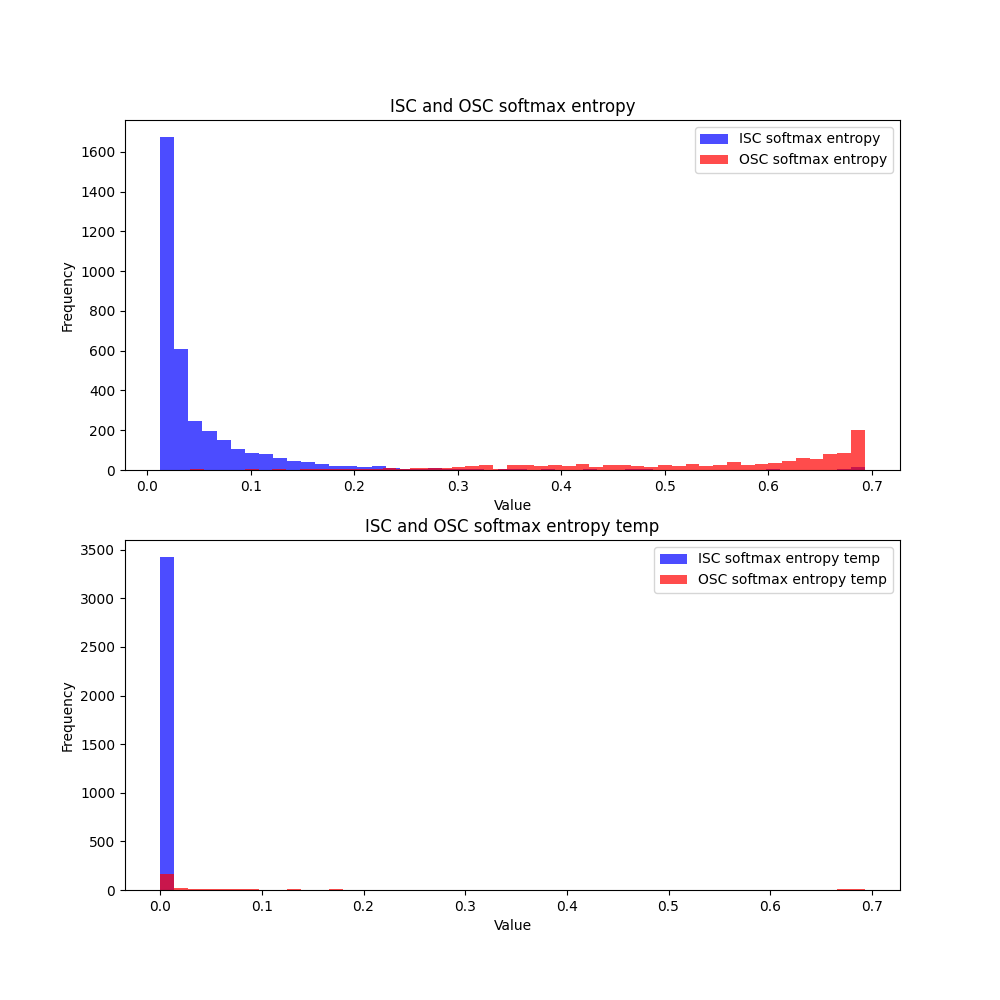 ISC and OSC softmax entropy
ISC softmax entropy
OSC softmax entropy
1600
1400
1200
1000
800
600
400
200
0
Frequency
0.0 0.1 0.2 0.3 0.4 0.5 0.6 0.7
Value
ISC and OSC softmax entropy temp
ISC softmax entropy temp
OSC softmax entropy temp
3500
3000
2500
2000
1500
1000
500
0
Frequency
0.0 0.1 0.2 0.3 0.4 0.5 0.6 0.7
Value